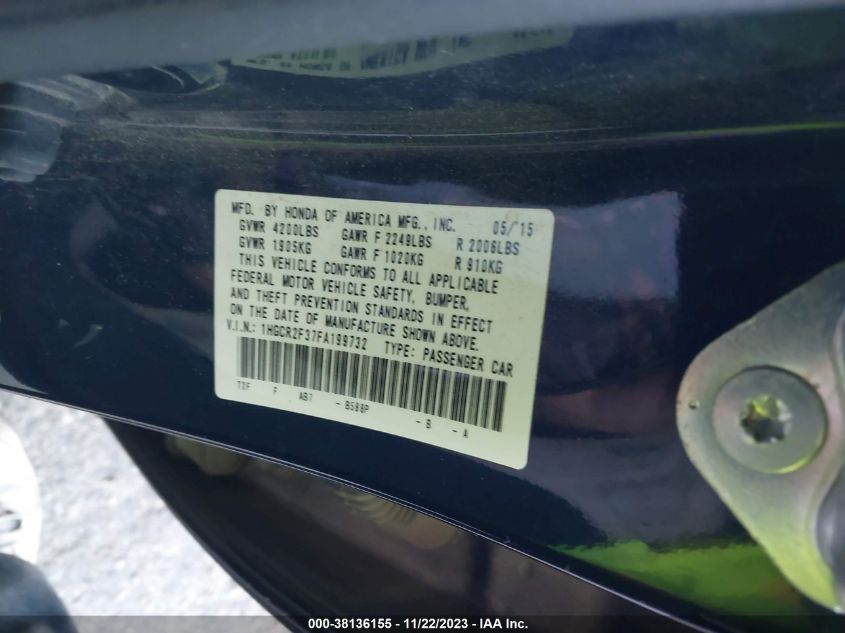 MFD. BY HONDA OF AMERICA MFG., INC. 05/15
GVWR 4200LBS GAWR F 2249LBS R 2006LBS
GVWR 1905KG GAWR F 1020KG R 910KG
THIS VEHICLE CONFORMS TO ALL APPLICABLE
FEDERAL MOTOR VEHICLE SAFETY, BUMPER,
AND THEFT PREVENTION STANDARDS IN EFFECT
ON THE DATE OF MANUFACTURE SHOWN ABOVE.
V.I.N.: 1HGCR2F37FA199732 TYPE: PASSENGER CAR
T2F F AB7 -B588P -B -A
000-38136155 - 11/22/2023 - IAA Inc.